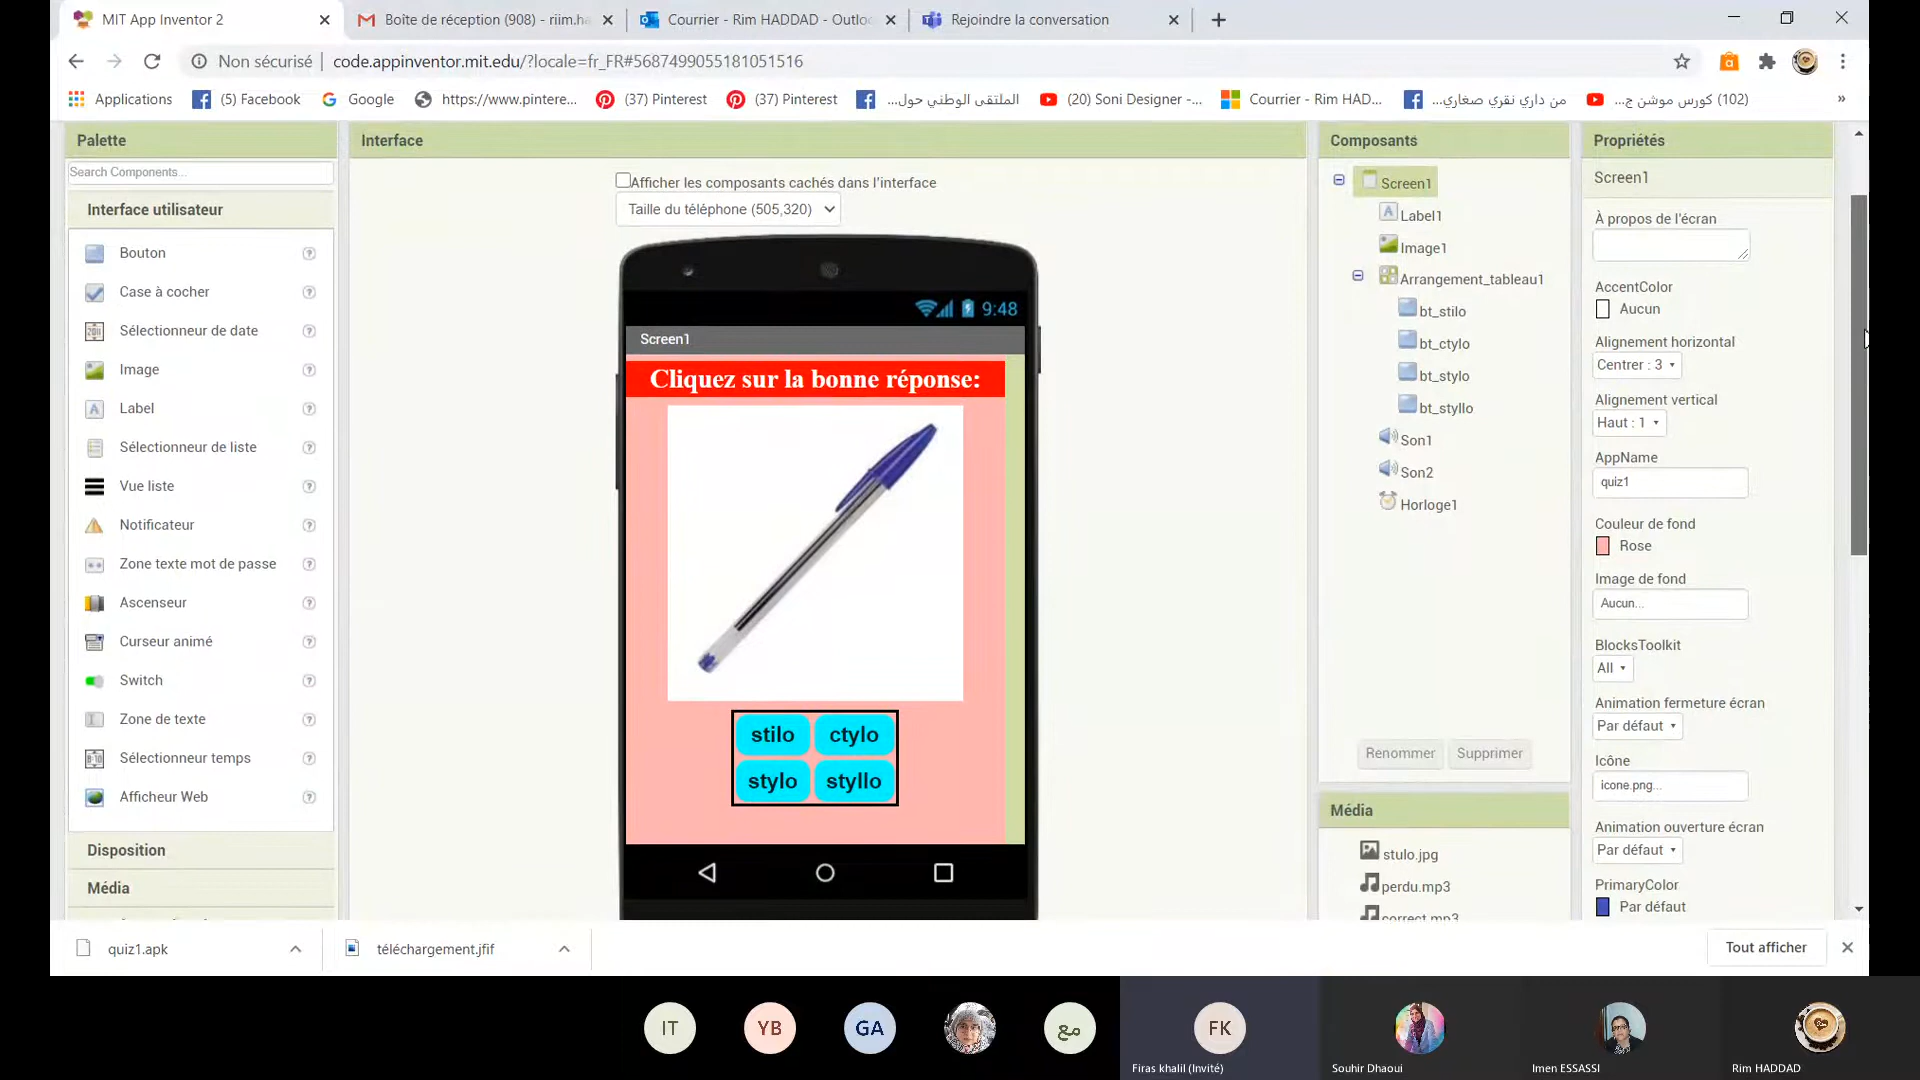 MIT App Inventor 2
Boîte de réception (908) - riim.ha
Courrier - Rim HADDAD - Outlo
Rejoindre la conversation
Non sécurisé
code.appinventor.mit.edu/?locale=fr_FR#5687499055181051516
Applications
(5) Facebook
Google
https://www.pintere...
(37) Pinterest
(37) Pinterest
الملتقى الوطني حول...
(20) Soni Designer -...
Courrier - Rim HAD...
من داري نقري صغاري...
(102) كورس موشن ج...
»
Palette
Search Components...
Interface utilisateur
Bouton
Case à cocher
Sélectionneur de date
Image
Label
Sélectionneur de liste
Vue liste
Notificateur
Zone texte mot de passe
Ascenseur
Curseur animé
Switch
Zone de texte
Sélectionneur temps
Afficheur Web
Disposition
Média
Interface
Afficher les composants cachés dans l'interface
Taille du téléphone (505,320)
9:48
Screen1
Cliquez sur la bonne réponse:
stilo
ctylo
stylo
styllo
Composants
Screen1
Label1
Image1
Arrangement_tableau1
bt_stilo
bt_ctylo
bt_stylo
bt_styllo
Son1
Son2
Horloge1
Renommer
Supprimer
Média
stulo.jpg
perdu.mp3
correct.mp3
Propriétés
Screen1
À propos de l'écran
AccentColor
Aucun
Alignement horizontal
Centrer : 3
Alignement vertical
Haut : 1
AppName
quiz1
Couleur de fond
Rose
Image de fond
Aucun...
BlocksToolkit
All
Animation fermeture écran
Par défaut
Icône
icone.png...
Animation ouverture écran
Par défaut
PrimaryColor
Par défaut
quiz1.apk
téléchargement.jfif
Tout afficher
IT
YB
GA
مع
FK
Firas khalil (Invité)
Souhir Dhaoui
Imen ESSASSI
Rim HADDAD